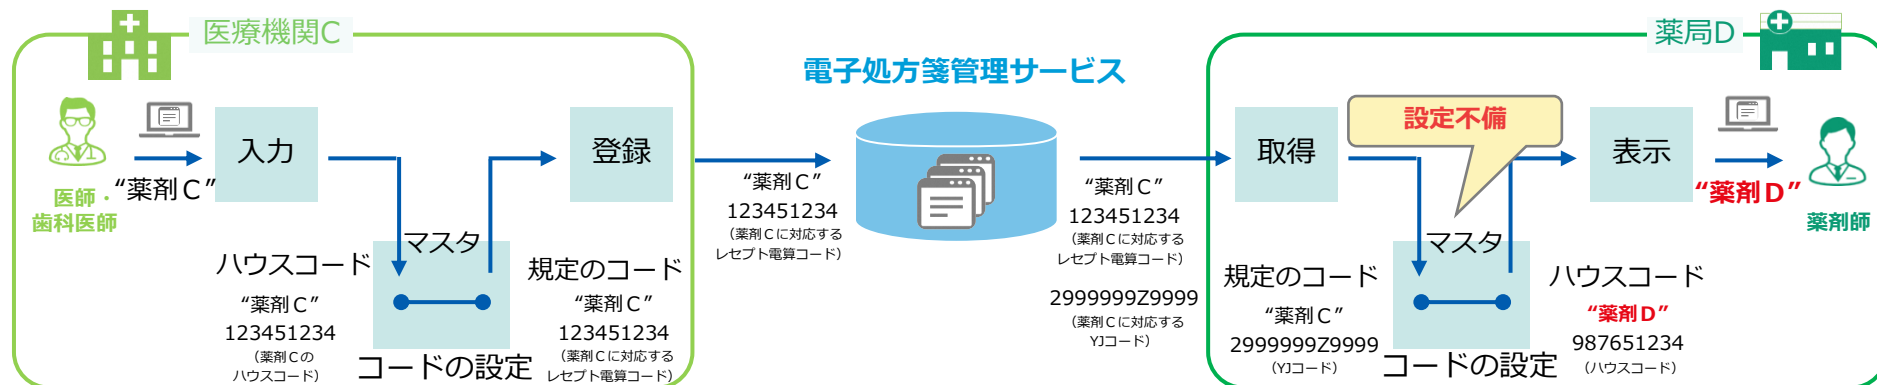 医療機関C
医師・
歯科医師
“薬剤C”
入力
登録
ハウスコード
“薬剤C”
123451234
(薬剤Cの
ハウスコード)
マスタ
コードの設定
規定のコード
“薬剤C”
123451234
(薬剤Cに対応する
レセプト電算コード)
“薬剤C”
123451234
(薬剤Cに対応する
レセプト電算コード)
電子処方箋管理サービス
“薬剤C”
123451234
(薬剤Cに対応する
レセプト電算コード)
2999999Z9999
(薬剤Cに対応する
YJコード)
薬局D
取得
設定不備
表示
“薬剤D”
薬剤師
規定のコード
“薬剤C”
2999999Z9999
(YJコード)
マスタ
コードの設定
ハウスコード
“薬剤D”
987651234
(ハウスコード)